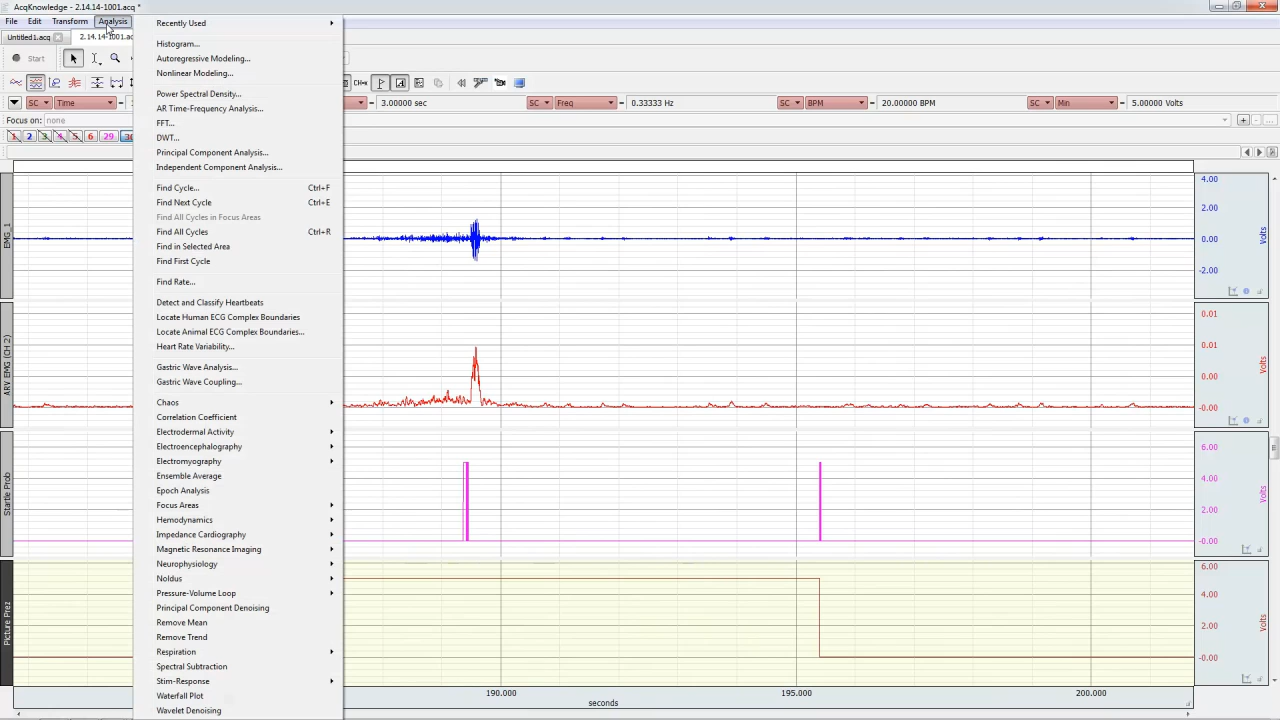 AcqKnowledge - 2.14.14-1001.acq *
File Edit Transform Analysis
Untitled1.acq 2.14.14-1001.ac
Start
SC Time 3.00000 sec SC Freq 0.33333 Hz SC BPM 20.00000 BPM SC Min 5.00000 Volts
Focus on: none
1 2 3 4 5 6 29 30
Recently Used
Histogram...
Autoregressive Modeling...
Nonlinear Modeling...
Power Spectral Density...
AR Time-Frequency Analysis...
FFT...
DWT...
Principal Component Analysis...
Independent Component Analysis...
Find Cycle... Ctrl+F
Find Next Cycle Ctrl+E
Find All Cycles in Focus Areas
Find All Cycles Ctrl+R
Find in Selected Area
Find First Cycle
Find Rate...
Detect and Classify Heartbeats
Locate Human ECG Complex Boundaries
Locate Animal ECG Complex Boundaries...
Heart Rate Variability...
Gastric Wave Analysis...
Gastric Wave Coupling...
Chaos
Correlation Coefficient
Electrodermal Activity
Electroencephalography
Electromyography
Ensemble Average
Epoch Analysis
Focus Areas
Hemodynamics
Impedance Cardiography
Magnetic Resonance Imaging
Neurophysiology
Noldus
Pressure-Volume Loop
Principal Component Denoising
Remove Mean
Remove Trend
Respiration
Spectral Subtraction
Stim-Response
Waterfall Plot
Wavelet Denoising
EMG 1
4.00
2.00
0.00
-2.00
Volts
ARV EMG (CH 2)
0.01
0.01
0.00
-0.00
Volts
Startle Prob
6.00
4.00
2.00
-0.00
Volts
Picture Prez
6.00
4.00
2.00
-0.00
Volts
190.000 195.000 200.000
seconds